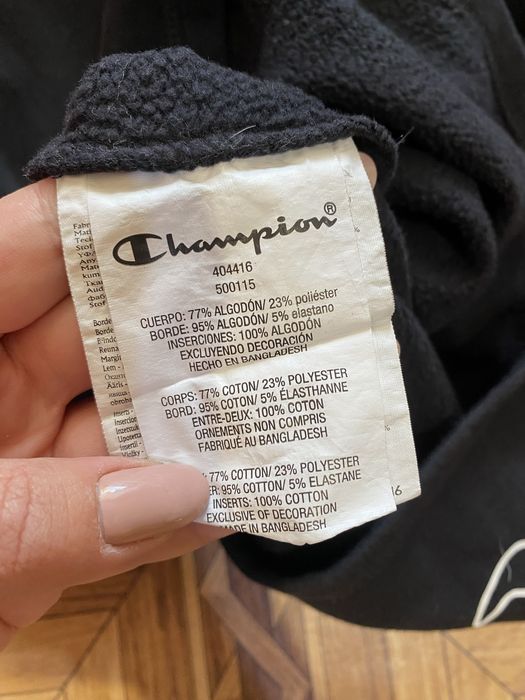 Champion®
404416
500115
CUERPO: 77% ALGODÓN/ 23% poliéster
BORDE: 95% ALGODÓN/ 5% elastano
INSERCIONES: 100% ALGODÓN
EXCLUYENDO DECORACIÓN
HECHO EN BANGLADESH
CORPS: 77% COTON/ 23% POLYESTER
BORD: 95% COTON/ 5% ÉLASTHANNE
ENTRE-DEUX: 100% COTON
ORNEMENTS NON COMPRIS
FABRIQUÉ AU BANGLADESH
77% COTTON/ 23% POLYESTER
95% COTTON/ 5% ELASTANE
INSERTS: 100% COTTON
EXCLUSIVE OF DECORATION
MADE IN BANGLADESH